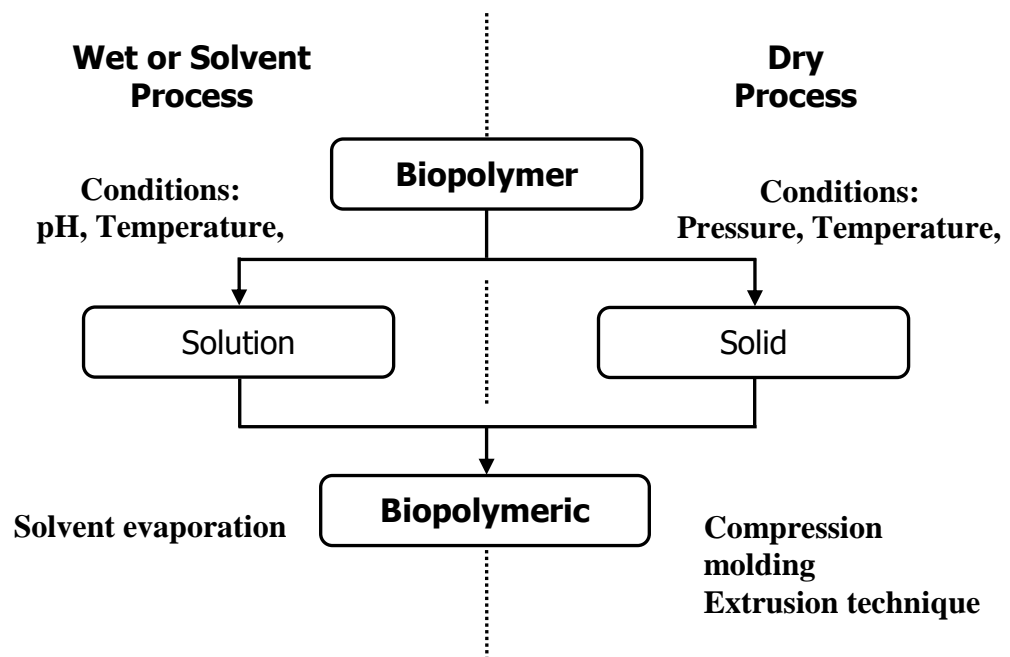 Wet or Solvent
Process
Dry
Process
Biopolymer
Conditions:
pH, Temperature,
Conditions:
Pressure, Temperature,
Solution
Solid
Biopolymeric
Solvent evaporation
Compression
molding
Extrusion technique